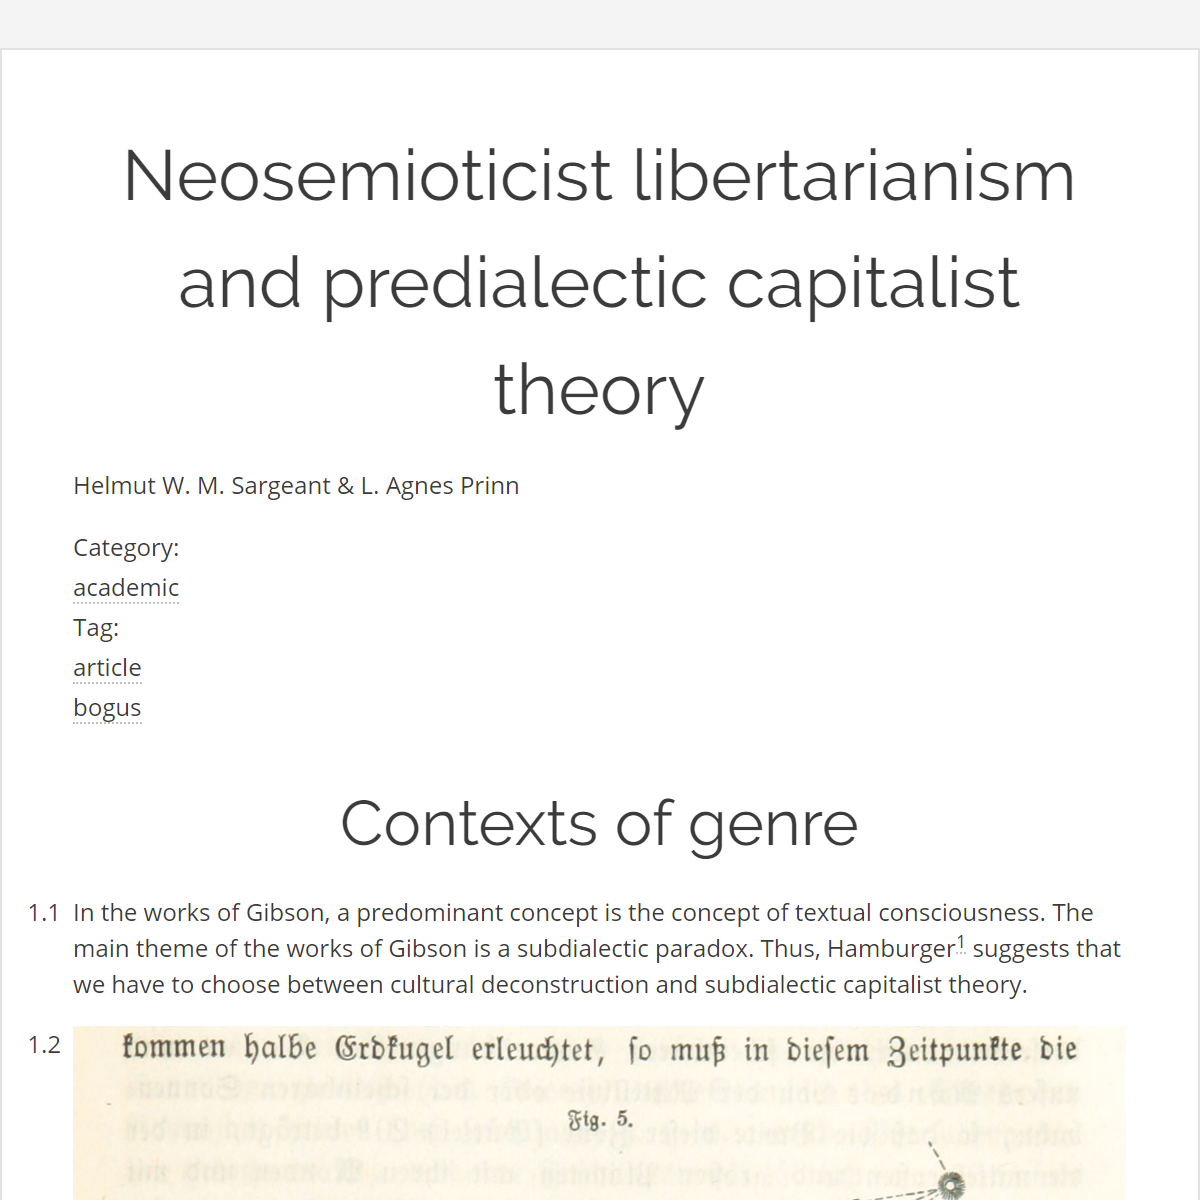 Neosemioticist libertarianism
and predialectic capitalist
theory
Helmut W. M. Sargeant & L. Agnes Prinn
Category:
academic
Tag:
article
bogus
Contexts of genre
1.1 In the works of Gibson, a predominant concept is the concept of textual consciousness. The
main theme of the works of Gibson is a subdialectic paradox. Thus, Hamburger1 suggests that
we have to choose between cultural deconstruction and subdialectic capitalist theory.
1.2
kommen halbe Erdkugel erleuchtet, ſo muß in dieſem Zeitpunkte die
Fig. 5.